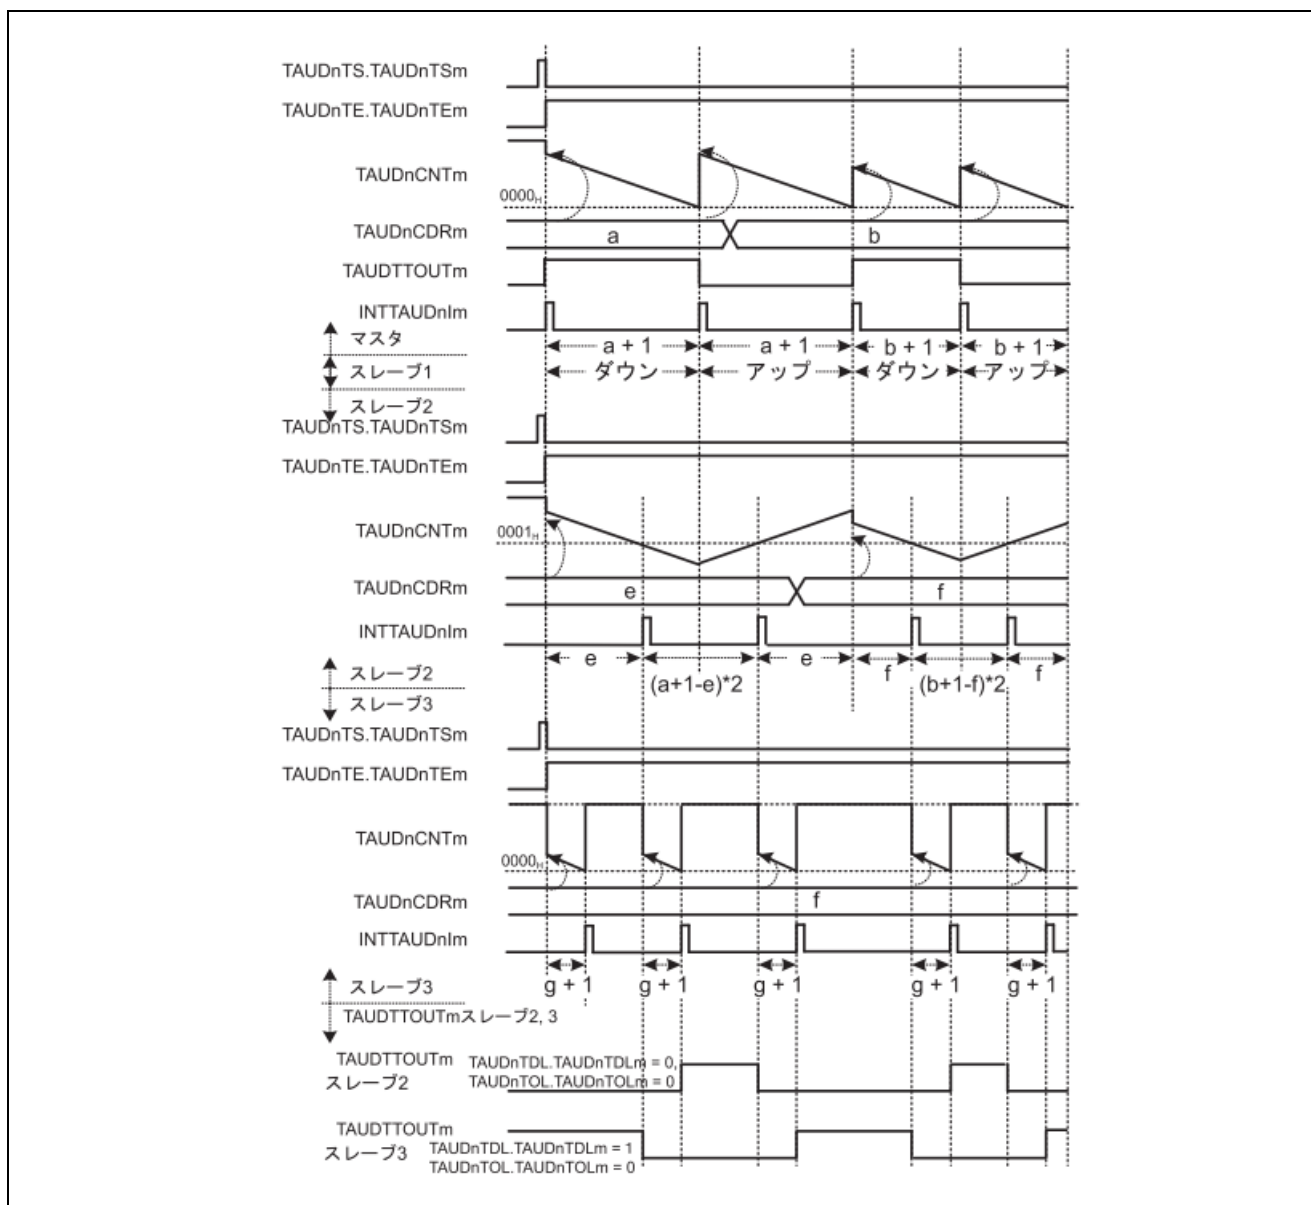 TAUDnTS.TAUDnTSm
TAUDnTE.TAUDnTEm
TAUDnCNTm
0000H
TAUDnCDRm
a
b
TAUDTTOUTm
INTTAUDnIm
マスタ
a + 1
a + 1
b + 1
b + 1
スレーブ1
ダウン
アップ
ダウン
アップ
スレーブ2
TAUDnTS.TAUDnTSm
TAUDnTE.TAUDnTEm
TAUDnCNTm
0001H
TAUDnCDRm
e
f
INTTAUDnIm
e
e
f
f
スレーブ2
(a+1-e)*2
(b+1-f)*2
スレーブ3
TAUDnTS.TAUDnTSm
TAUDnTE.TAUDnTEm
TAUDnCNTm
0000H
TAUDnCDRm
f
INTTAUDnIm
スレーブ3
g + 1
g + 1
g + 1
g + 1
g + 1
TAUDTTOUTmスレーブ2, 3
TAUDTTOUTm
スレーブ2
TAUDnTDL.TAUDnTDLm = 0,
TAUDnTOL.TAUDnTOLm = 0
TAUDTTOUTm
スレーブ3
TAUDnTDL.TAUDnTDLm = 1
TAUDnTOL.TAUDnTOLm = 0